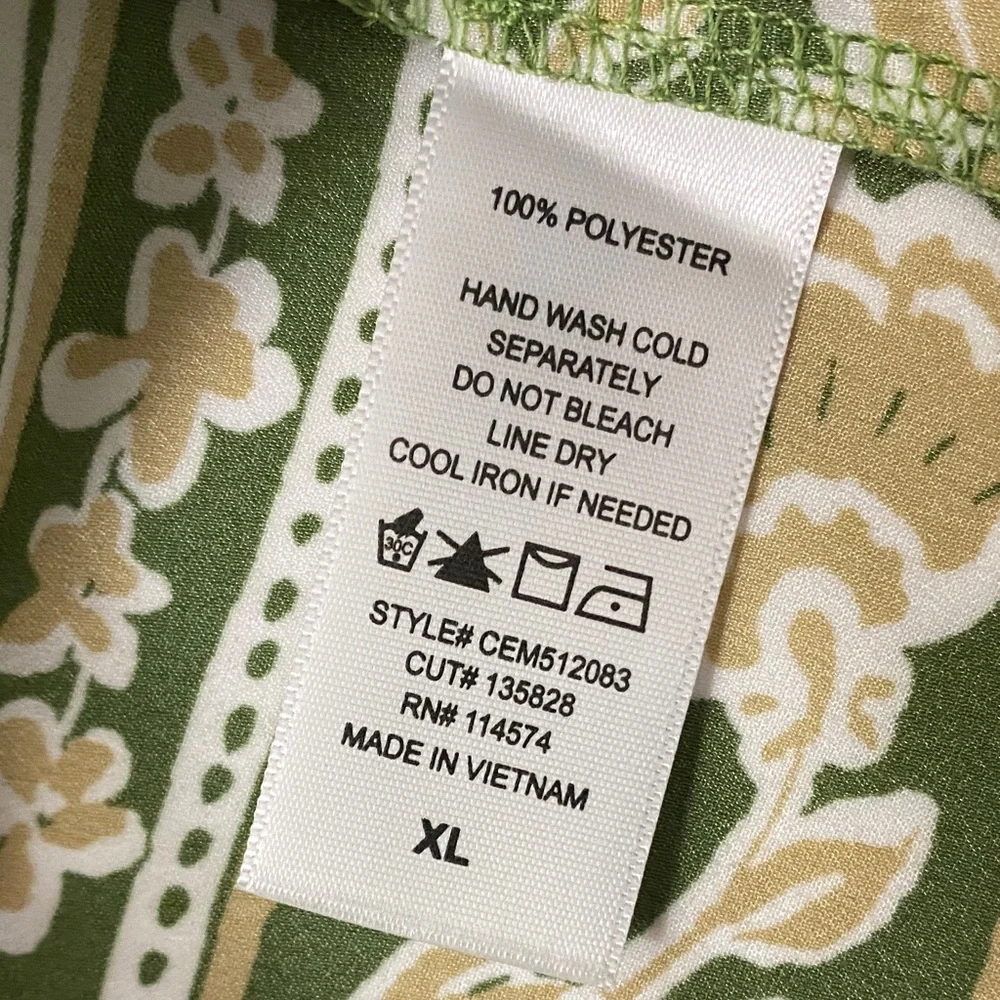 100% POLYESTER
HAND WASH COLD
SEPARATELY
DO NOT BLEACH
LINE DRY
COOL IRON IF NEEDED
30C
STYLE# CEM512083
CUT# 135828
RN# 114574
MADE IN VIETNAM
XL